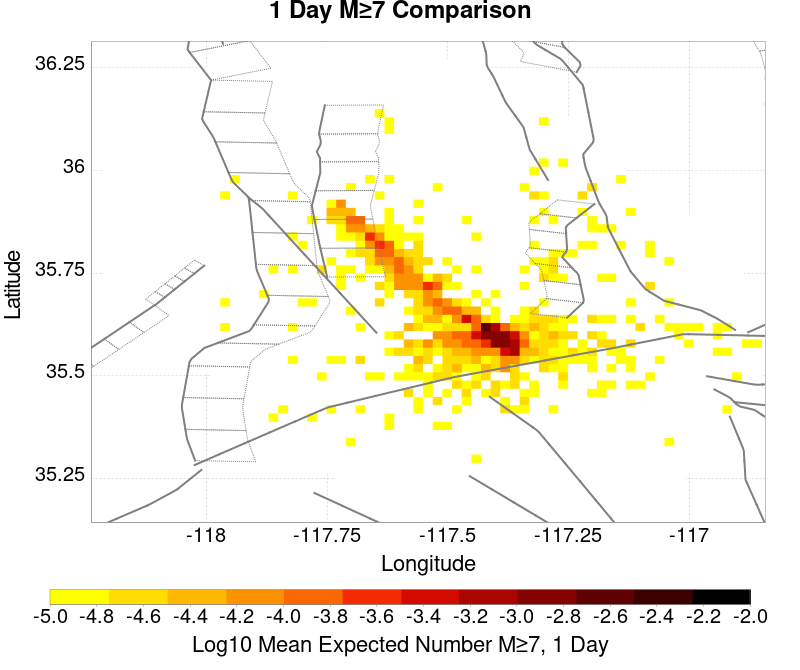 1 Day M≥7 Comparison
36.25
36
35.75
35.5
35.25
Latitude
-118 -117.75 -117.5 -117.25 -117
Longitude
-5.0 -4.8 -4.6 -4.4 -4.2 -4.0 -3.8 -3.6 -3.4 -3.2 -3.0 -2.8 -2.6 -2.4 -2.2 -2.0
Log10 Mean Expected Number M≥7, 1 Day